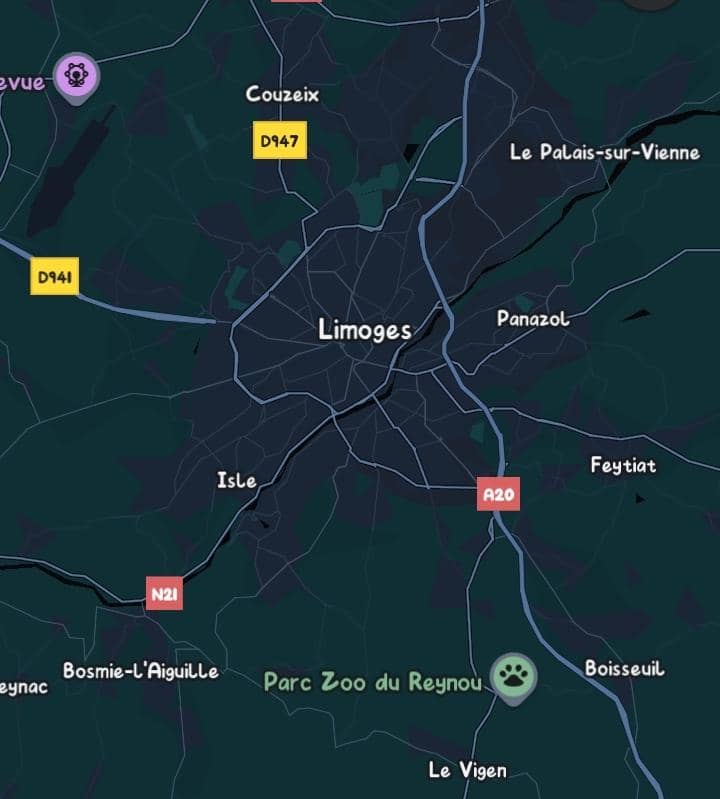 evue
Couzeix
D947
Le Palais-sur-Vienne
D941
Limoges
Panazol
Isle
Feytiat
A20
N21
Bosmie-l'Aiguille
eynac
Parc Zoo du Reynou
Boisseuil
Le Vigen